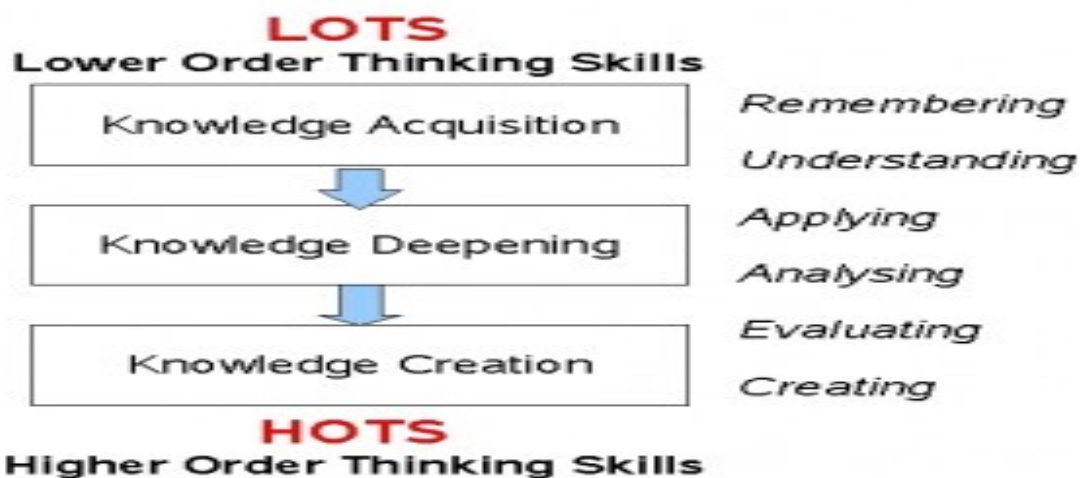 LOTS
Lower Order Thinking Skills
Knowledge Acquisition
Remembering
Understanding
Knowledge Deepening
Applying
Analysing
Knowledge Creation
Evaluating
Creating
HOTS
Higher Order Thinking Skills